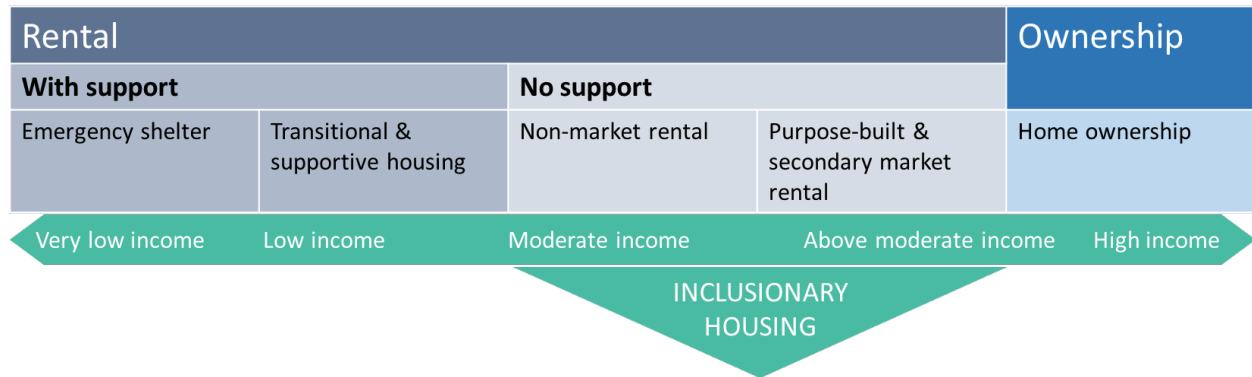 Rental
Ownership
With support
No support
Emergency shelter
Transitional &
supportive housing
Non-market rental
Purpose-built &
secondary market
rental
Home ownership
Very low income
Low income
Moderate income
Above moderate income
High income
INCLUSIONARY
HOUSING